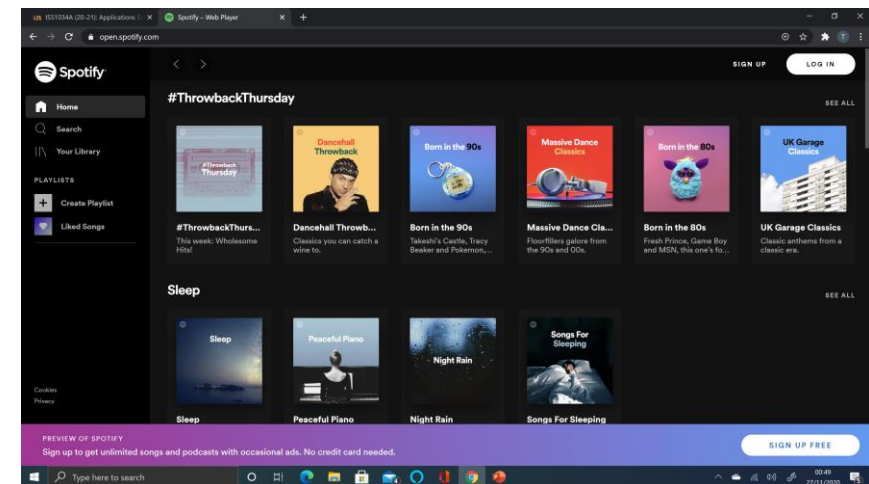 IS51034A (20-21): Applications S
Spotify – Web Player
open.spotify.com
Spotify
SIGN UP
LOG IN
Home
Search
Your Library
PLAYLISTS
Create Playlist
Liked Songs
Cookies
Privacy
#ThrowbackThursday
SEE ALL
#Throwback
Thursday
Dancehall
Throwback
Born in the 90s
Massive Dance
Classics
Born in the 80s
UK Garage
Classics
#ThrowbackThurs...
This week: Wholesome
Hits!
Dancehall Throwb...
Classics you can catch a
wine to.
Born in the 90s
Takeshi's Castle, Tracy
Beaker and Pokemon,...
Massive Dance Cla...
Floorfillers galore from
the 90s and 00s.
Born in the 80s
Fresh Prince, Game Boy
and MSN, this one's fo...
UK Garage Classics
Classic anthems from a
classic era.
Sleep
SEE ALL
Sleep
Peaceful Piano
Night Rain
Songs For
Sleeping
Sleep
Peaceful Piano
Night Rain
Songs For Sleeping
PREVIEW OF SPOTIFY
Sign up to get unlimited songs and podcasts with occasional ads. No credit card needed.
SIGN UP FREE
Type here to search
00:49
27/11/2020